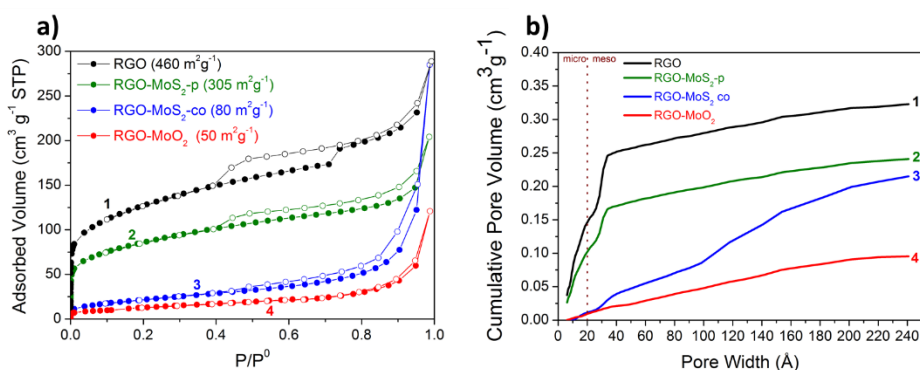 a)
300
250
200
150
100
50
0
Adsorbed Volume (cm³ g⁻¹ STP)
RGO (460 m²g⁻¹)
RGO-MoS₂-p (305 m²g⁻¹)
RGO-MoS₂-co (80 m²g⁻¹)
RGO-MoO₂ (50 m²g⁻¹)
1
2
3
4
0.0 0.2 0.4 0.6 0.8 1.0
P/P⁰
b)
0.40
0.35
0.30
0.25
0.20
0.15
0.10
0.05
0.00
Cumulative Pore Volume (cm³g⁻¹)
micro meso
RGO
RGO-MoS₂-p
RGO-MoS₂ co
RGO-MoO₂
1
2
3
4
0 20 40 60 80 100 120 140 160 180 200 220 240
Pore Width (Å)